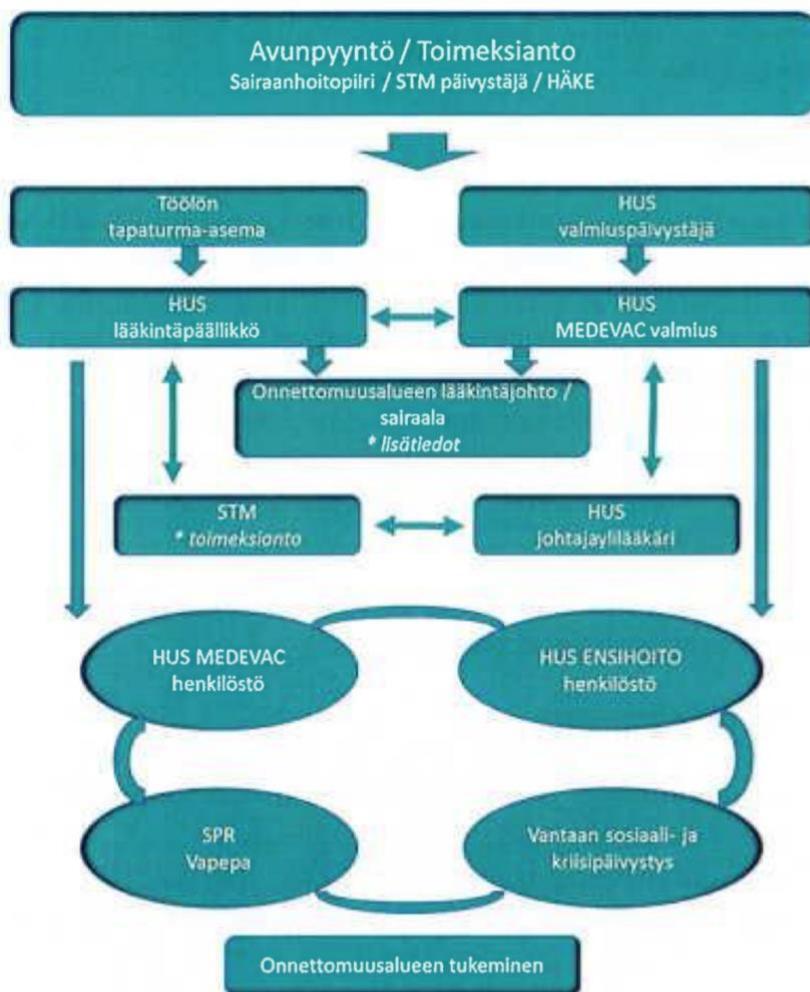 Avunpyyntö / Toimeksianto
Sairaanhoitopiiri / STM päivystäjä / HÄKE
Töölön
tapaturma-asema
HUS
valmiuspäivystäjä
HUS
lääkintäpäällikkö
HUS
MEDEVAC valmius
Onnettomuusalueen lääkintäjohto /
sairaala
* lisätiedot
STM
* toimeksianto
HUS
johtajaylilääkäri
HUS MEDEVAC
henkilöstö
HUS ENSIHOITO
henkilöstö
SPR
Vapepa
Vantaan sosiaali- ja
kriisipäivystys
Onnettomuusalueen tukeminen